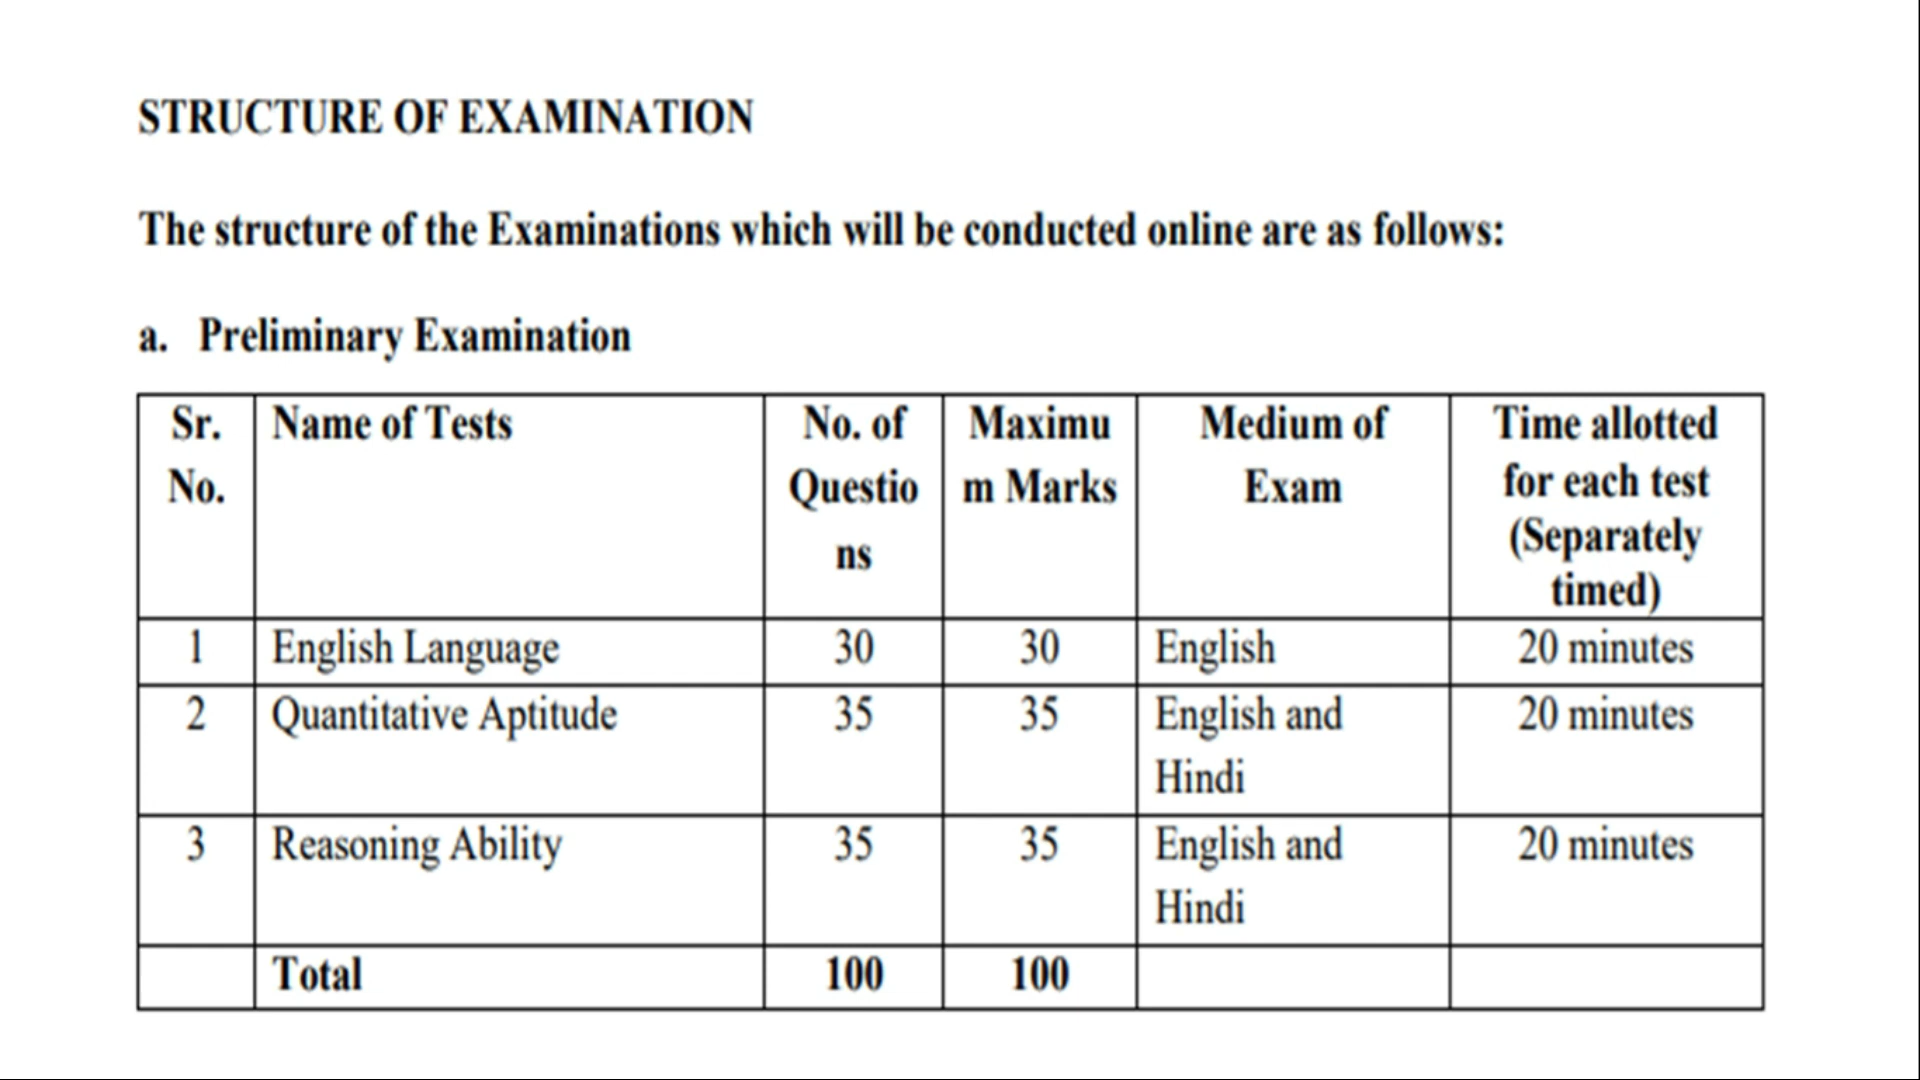 STRUCTURE OF EXAMINATION
The structure of the Examinations which will be conducted online are as follows:
a. Preliminary Examination
Sr. No. Name of Tests No. of Questio ns Maximu m Marks Medium of Exam Time allotted for each test (Separately timed)
1 English Language 30 30 English 20 minutes
2 Quantitative Aptitude 35 35 English and Hindi 20 minutes
3 Reasoning Ability 35 35 English and Hindi 20 minutes
Total 100 100